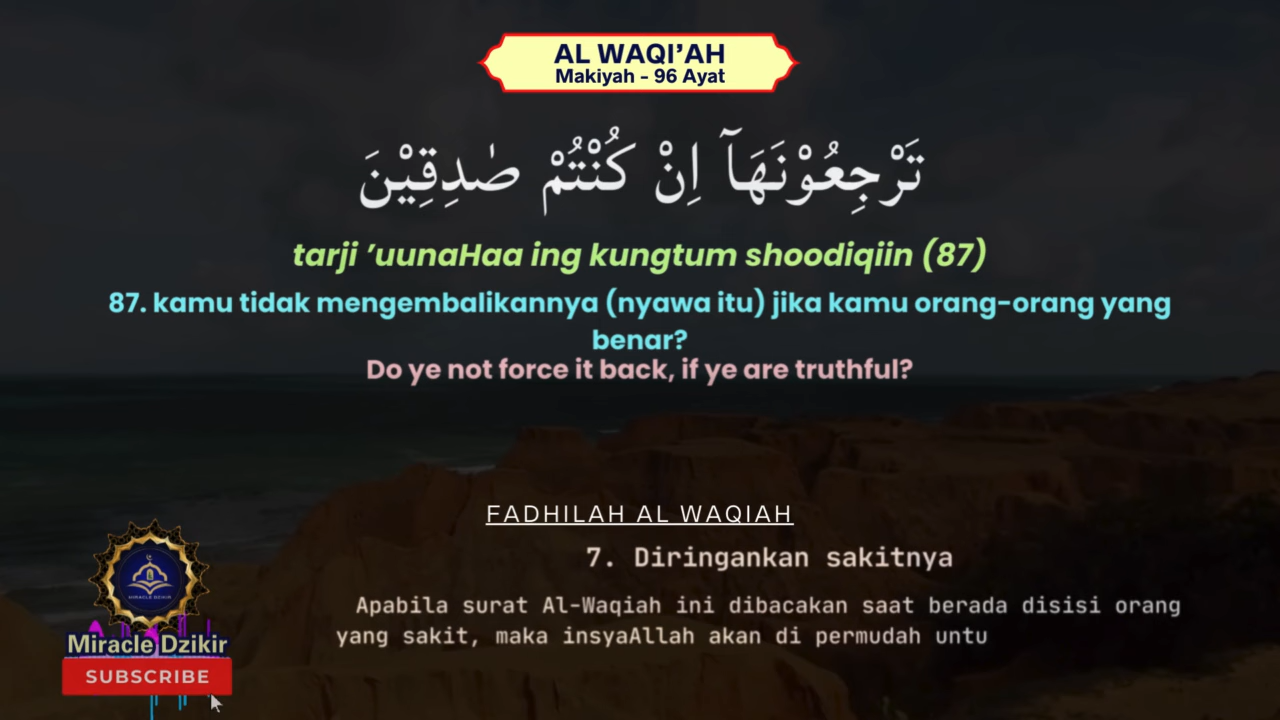 AL WAQI’AH
Makiyah - 96 Ayat
تَرْجِعُوْنَهَآ اِنْ كُنْتُمْ صٰدِقِيْنَ
tarji ’uunaHaa ing kungtum shoodiqiin (87)
87. kamu tidak mengembalikannya (nyawa itu) jika kamu orang-orang yang
benar?
Do ye not force it back, if ye are truthful?
FADHILAH AL WAQIAH
7. Diringankan sakitnya
Apabila surat Al-Waqiah ini dibacakan saat berada disisi orang
yang sakit, maka insyaAllah akan di permudah untu
MIRACLE DZIKIR
Miracle Dzikir
SUBSCRIBE